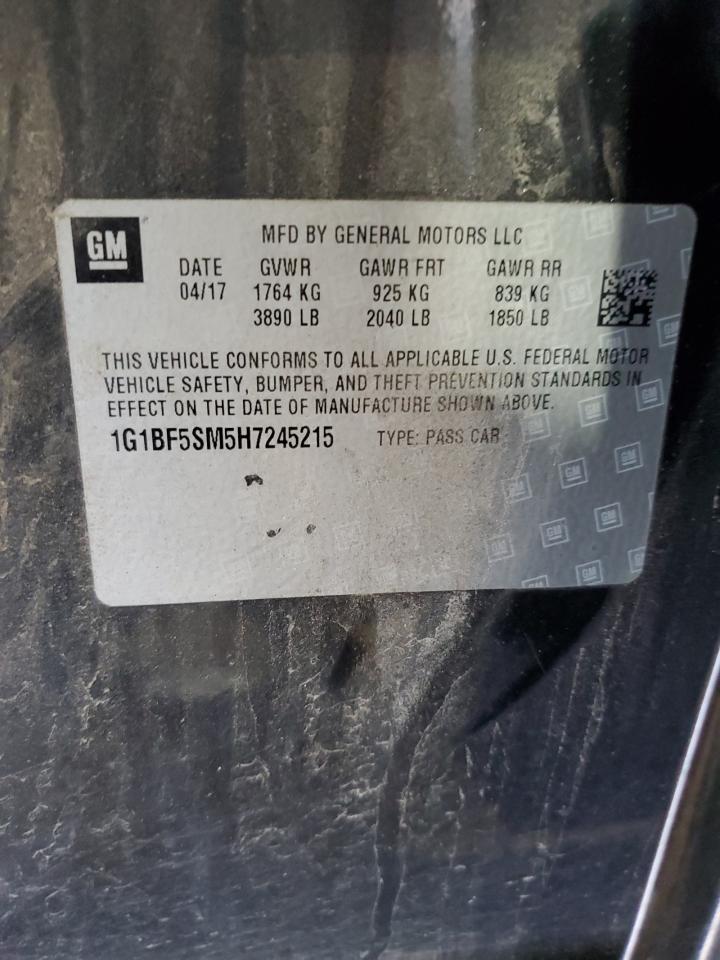 GM
MFD BY GENERAL MOTORS LLC
DATE GVWR GAWR FRT GAWR RR
04/17 1764 KG 925 KG 839 KG
3890 LB 2040 LB 1850 LB
THIS VEHICLE CONFORMS TO ALL APPLICABLE U.S. FEDERAL MOTOR
VEHICLE SAFETY, BUMPER, AND THEFT PREVENTION STANDARDS IN
EFFECT ON THE DATE OF MANUFACTURE SHOWN ABOVE.
1G1BF5SM5H7245215 TYPE: PASS CAR